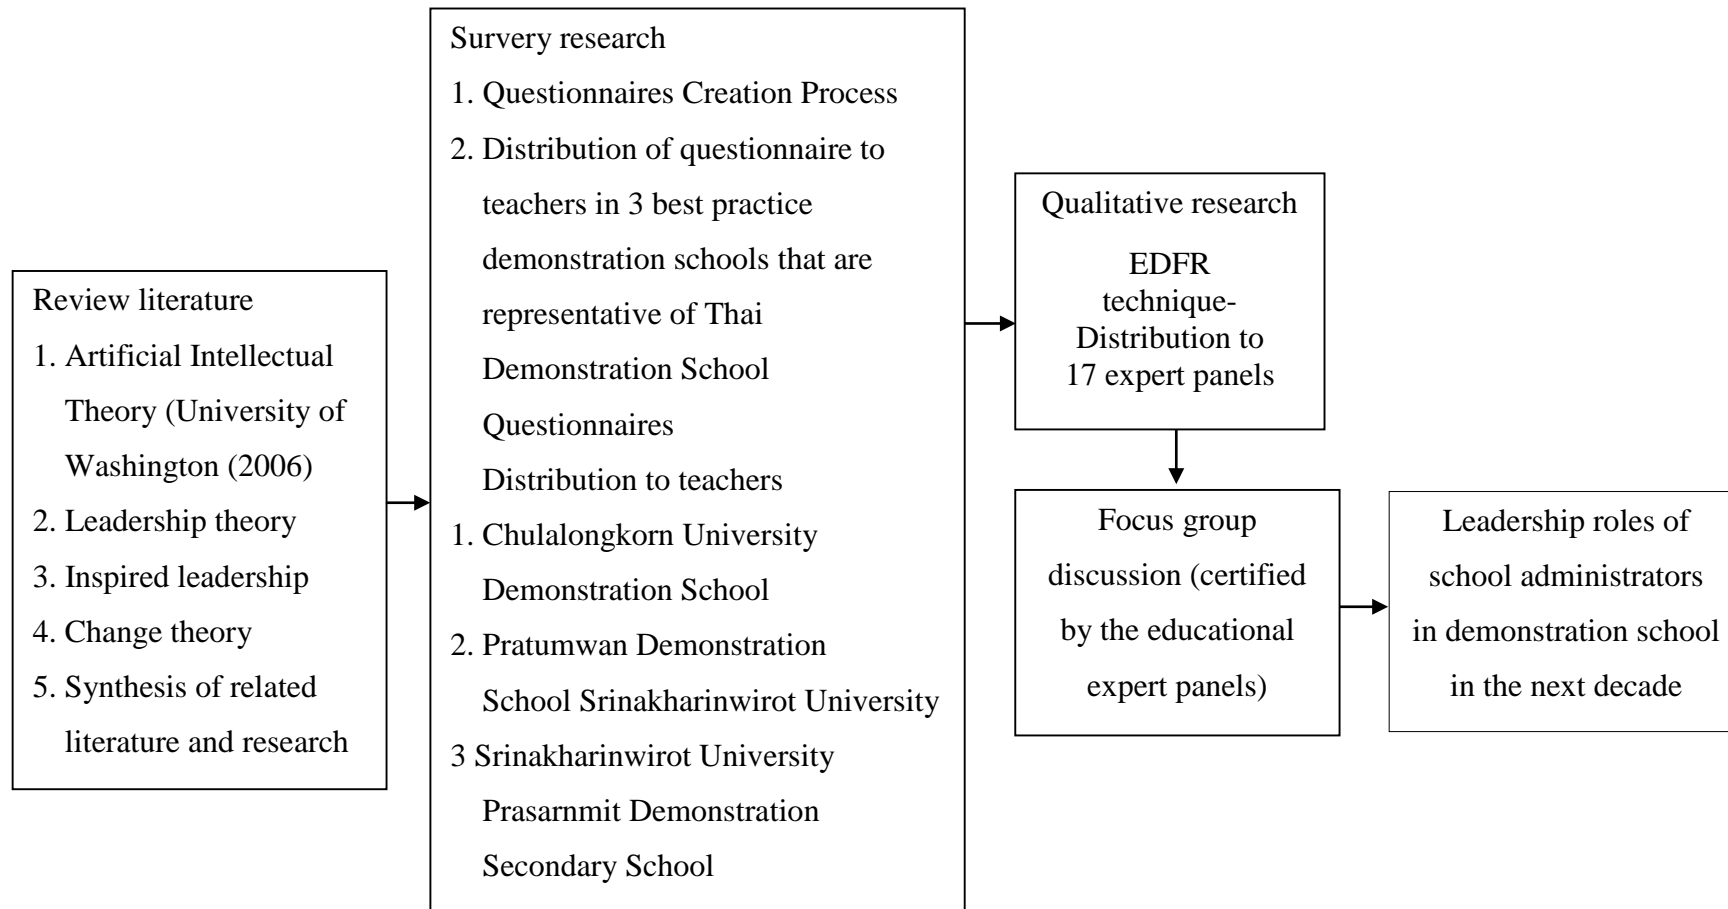 Review literature
1. Artificial Intellectual
Theory (University of
Washington (2006)
2. Leadership theory
3. Inspired leadership
4. Change theory
5. Synthesis of related
literature and research
Survery research
1. Questionnaires Creation Process
2. Distribution of questionnaire to
teachers in 3 best practice
demonstration schools that are
representative of Thai
Demonstration School
Questionnaires
Distribution to teachers
1. Chulalongkorn University
Demonstration School
2. Pratumwan Demonstration
School Srinakharinwirot University
3 Srinakharinwirot University
Prasarnmit Demonstration
Secondary School
Qualitative research
EDFR
technique-
Distribution to
17 expert panels
Focus group
discussion (certified
by the educational
expert panels)
Leadership roles of
school administrators
in demonstration school
in the next decade